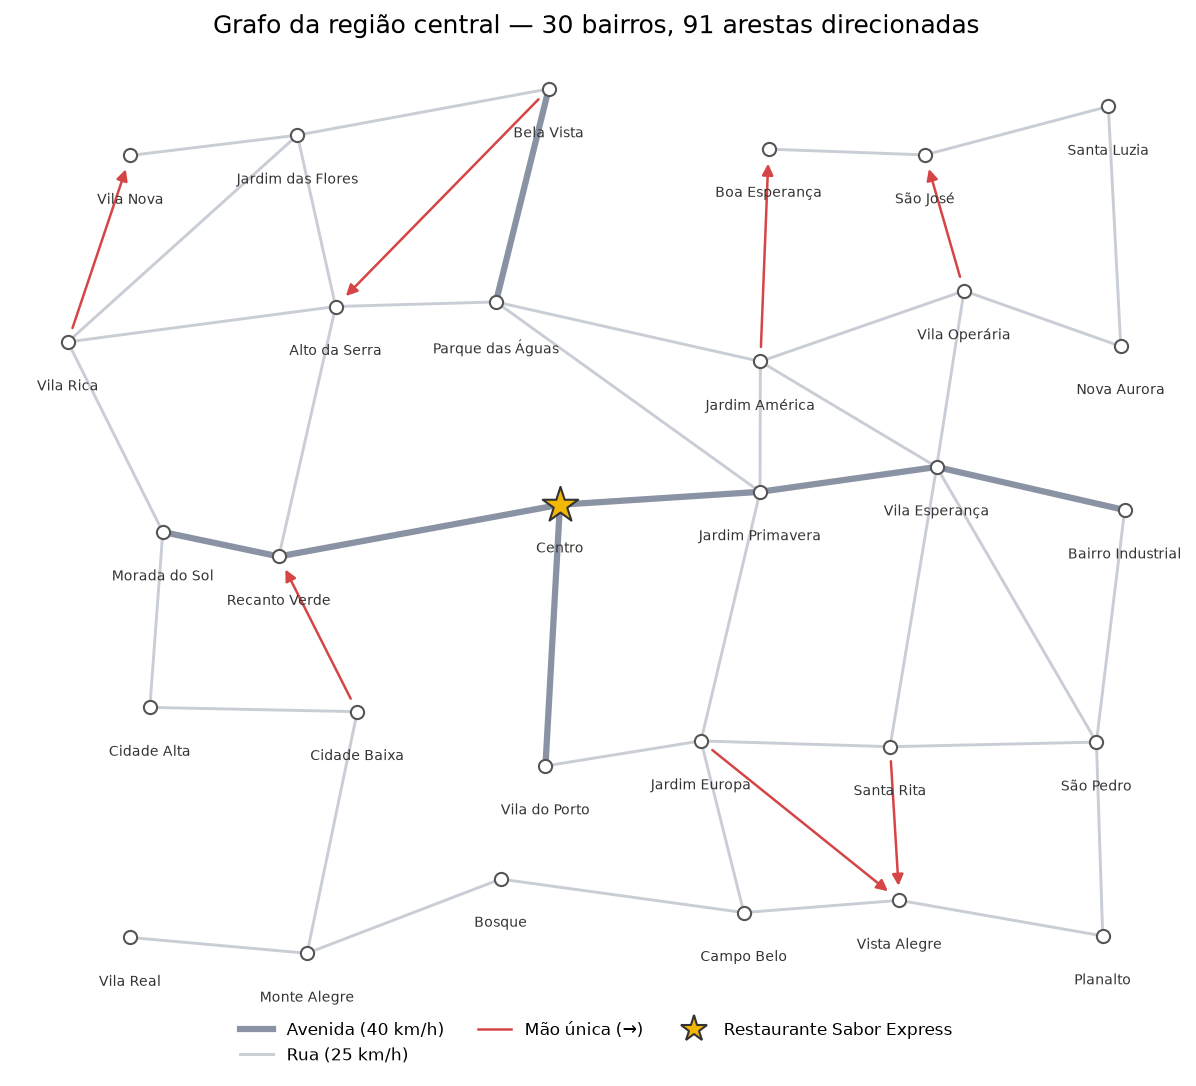 Grafo da região central — 30 bairros, 91 arestas direcionadas
Bela Vista
Santa Luzia
Jardim das Flores
Vila Nova
Boa Esperança
São José
Vila Operária
Alto da Serra
Parque das Águas
Vila Rica
Nova Aurora
Jardim América
Vila Esperança
Jardim Primavera
Centro
Bairro Industrial
Morada do Sol
Recanto Verde
Cidade Alta
Cidade Baixa
Jardim Europa
São Pedro
Santa Rita
Vila do Porto
Bosque
Vista Alegre
Campo Belo
Vila Real
Planalto
Monte Alegre
Avenida (40 km/h)
Mão única (→)
Restaurante Sabor Express
Rua (25 km/h)